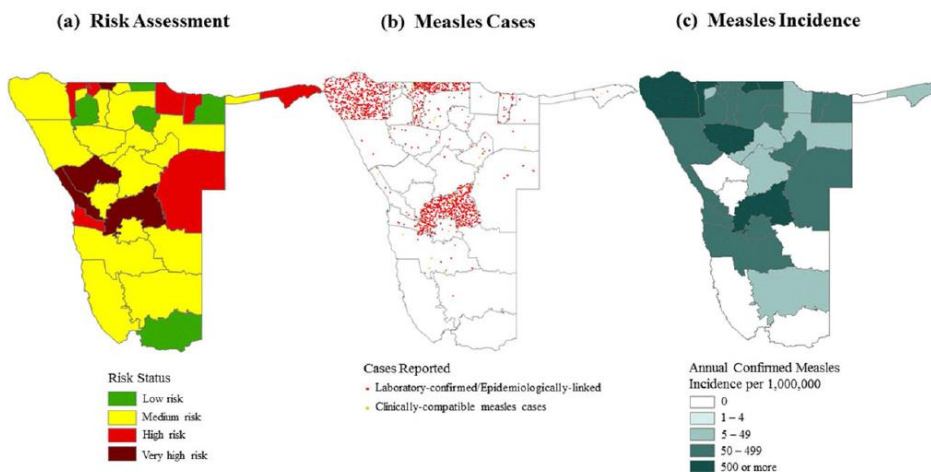 (a) Risk Assessment
(b) Measles Cases
(c) Measles Incidence
Risk Status
Low risk
Medium risk
High risk
Very high risk
Cases Reported
Laboratory-confirmed/Epidemiologically-linked
Clinically-compatible measles cases
Annual Confirmed Measles
Incidence per 1,000,000
0
1 – 4
5 – 49
50 – 499
500 or more